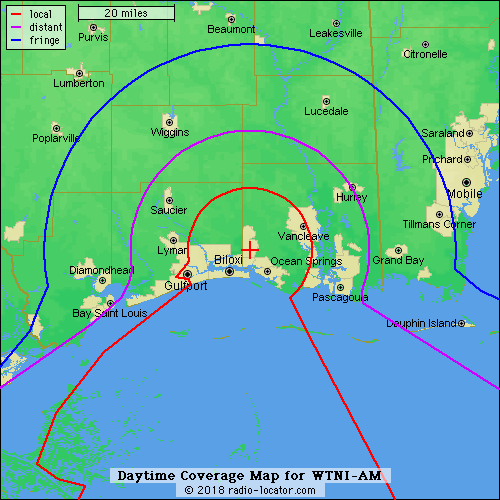 local
distant
fringe
20 miles
Beaumont
Leakesville
Purvis
Citronelle
Lumberton
Lucedale
Wiggins
Poplarville
Saraland
Prichard
Mobile
Hurley
Saucier
Tillmans Corner
Vancleave
Lyman
Grand Bay
Biloxi
Ocean Springs
Diamondhead
Gulfport
Pascagoula
Bay Saint Louis
Dauphin Island
Daytime Coverage Map for WTNI-AM
© 2018 radio-locator.com